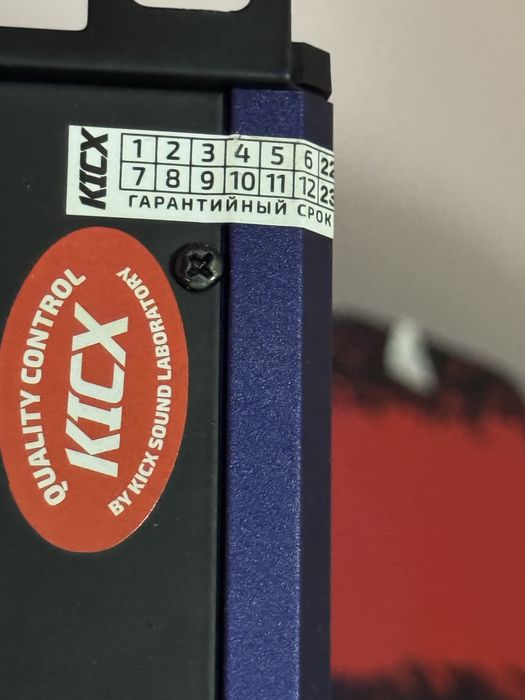 KICX
1 2 3 4 5 6 22
7 8 9 10 11 12 23
ГАРАНТИЙНЫЙ СРОК
QUALITY CONTROL
KICX
BY KICX SOUND LABORATORY